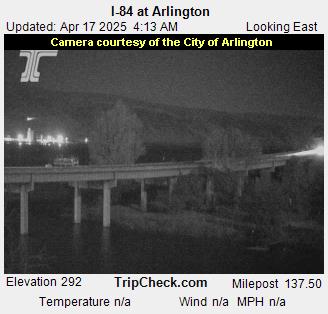 I-84 at Arlington
Updated: Apr 17 2025 4:13 AM Looking East
Camera courtesy of the City of Arlington
Elevation 292 TripCheck.com Milepost 137.50
Temperature n/a Wind n/a MPH n/a